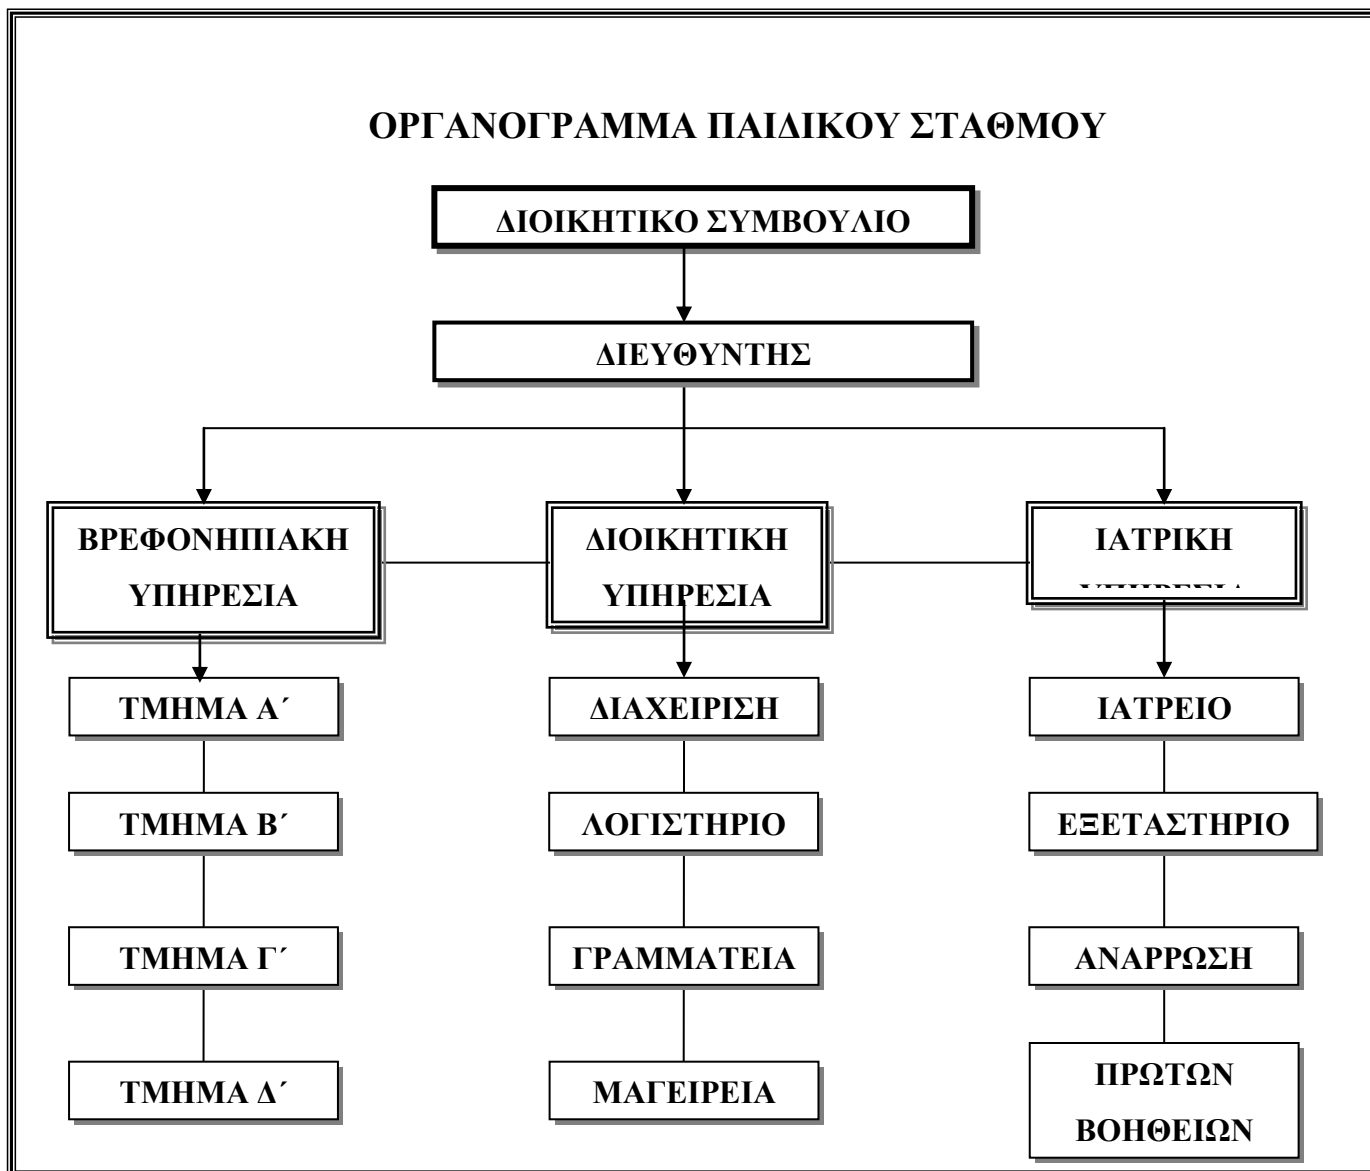 ΟΡΓΑΝΟΓΡΑΜΜΑ ΠΑΙΔΙΚΟΥ ΣΤΑΘΜΟΥ
ΔΙΟΙΚΗΤΙΚΟ ΣΥΜΒΟΥΛΙΟ
ΔΙΕΥΘΥΝΤΗΣ
ΒΡΕΦΟΝΗΠΙΑΚΗ
ΥΠΗΡΕΣΙΑ
ΔΙΟΙΚΗΤΙΚΗ
ΥΠΗΡΕΣΙΑ
ΙΑΤΡΙΚΗ
ΤΜΗΜΑ Α΄
ΔΙΑΧΕΙΡΙΣΗ
ΙΑΤΡΕΙΟ
ΤΜΗΜΑ Β΄
ΛΟΓΙΣΤΗΡΙΟ
ΕΞΕΤΑΣΤΗΡΙΟ
ΤΜΗΜΑ Γ΄
ΓΡΑΜΜΑΤΕΙΑ
ΑΝΑΡΡΩΣΗ
ΤΜΗΜΑ Δ΄
ΜΑΓΕΙΡΕΙΑ
ΠΡΩΤΩΝ
ΒΟΗΘΕΙΩΝ